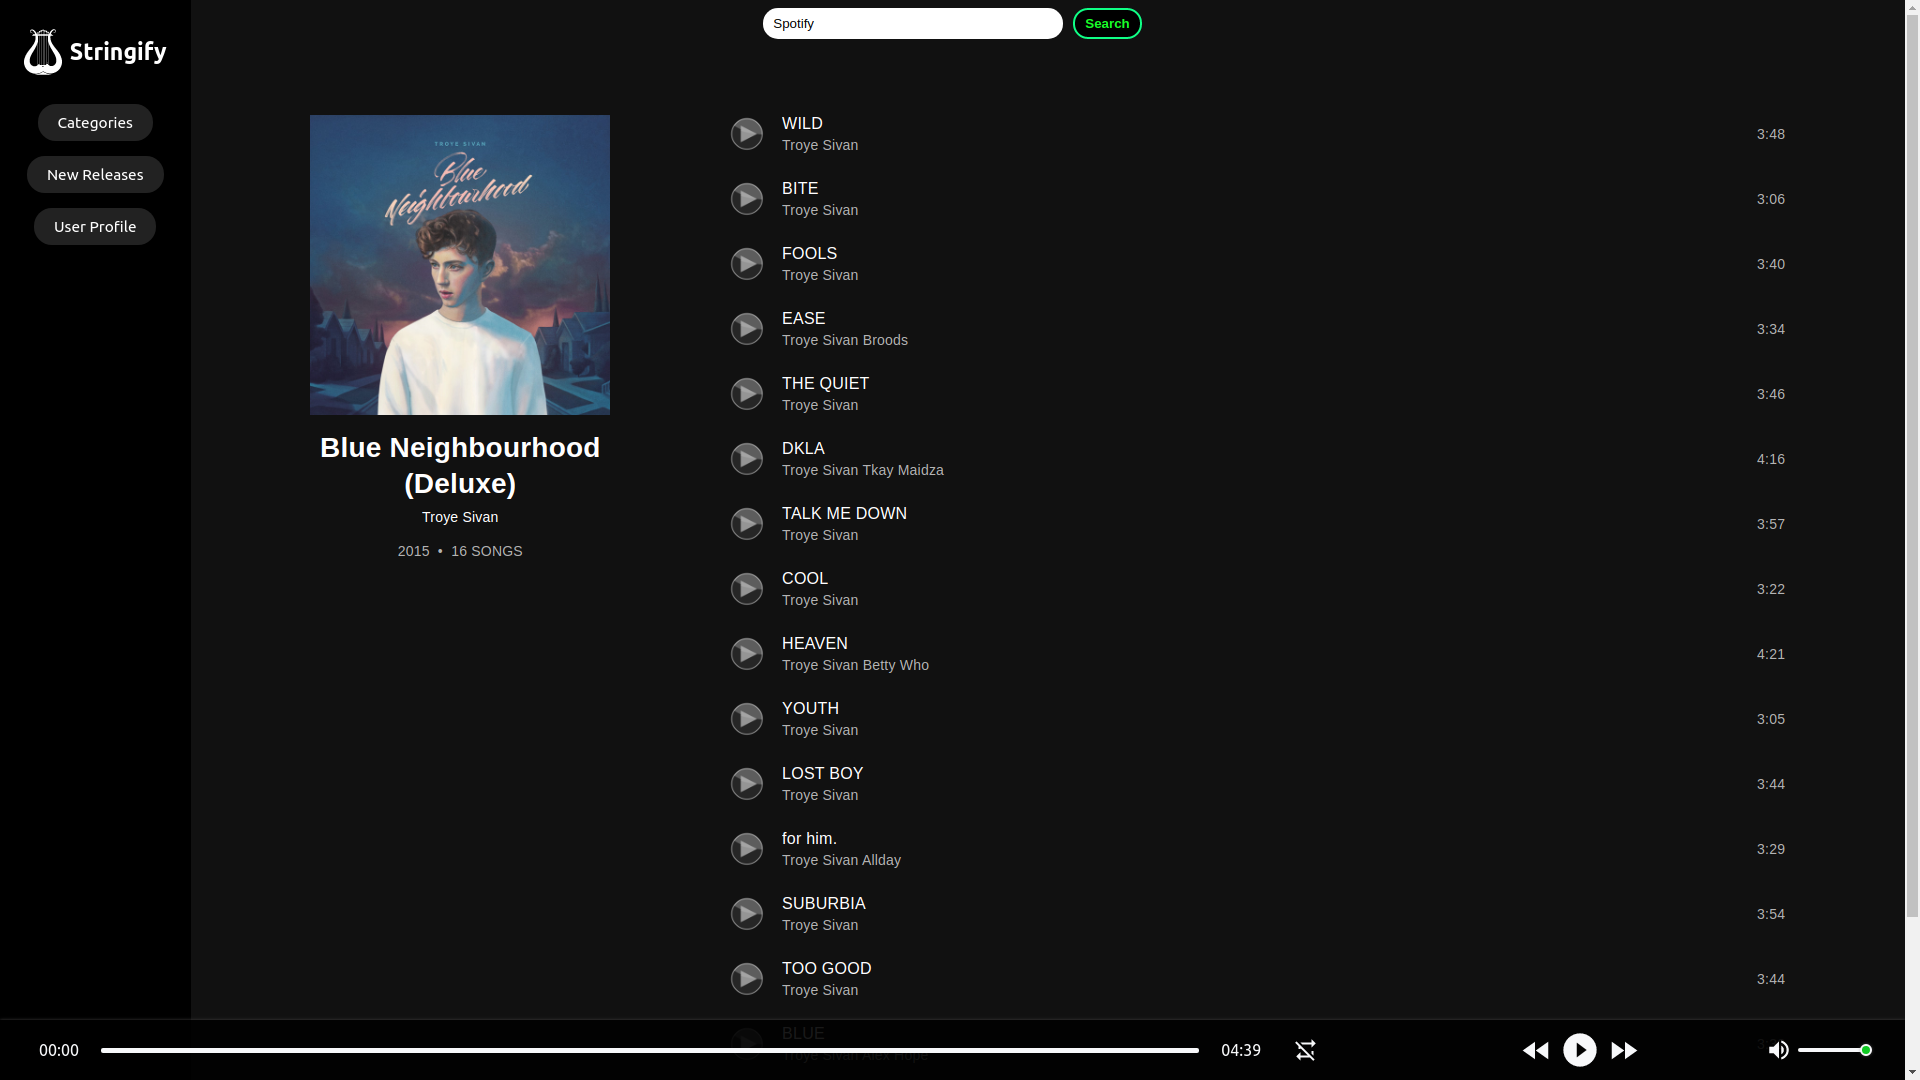 Stringify
Categories
New Releases
User Profile
Spotify
Search
TROYE SIVAN
Blue
Neighbourhood
Blue Neighbourhood
(Deluxe)
Troye Sivan
2015 • 16 SONGS
WILD
Troye Sivan
3:48
BITE
Troye Sivan
3:06
FOOLS
Troye Sivan
3:40
EASE
Troye Sivan Broods
3:34
THE QUIET
Troye Sivan
3:46
DKLA
Troye Sivan Tkay Maidza
4:16
TALK ME DOWN
Troye Sivan
3:57
COOL
Troye Sivan
3:22
HEAVEN
Troye Sivan Betty Who
4:21
YOUTH
Troye Sivan
3:05
LOST BOY
Troye Sivan
3:44
for him.
Troye Sivan Allday
3:29
SUBURBIA
Troye Sivan
3:54
TOO GOOD
Troye Sivan
3:44
BLUE
Troye Sivan Alex Hope
00:00
04:39